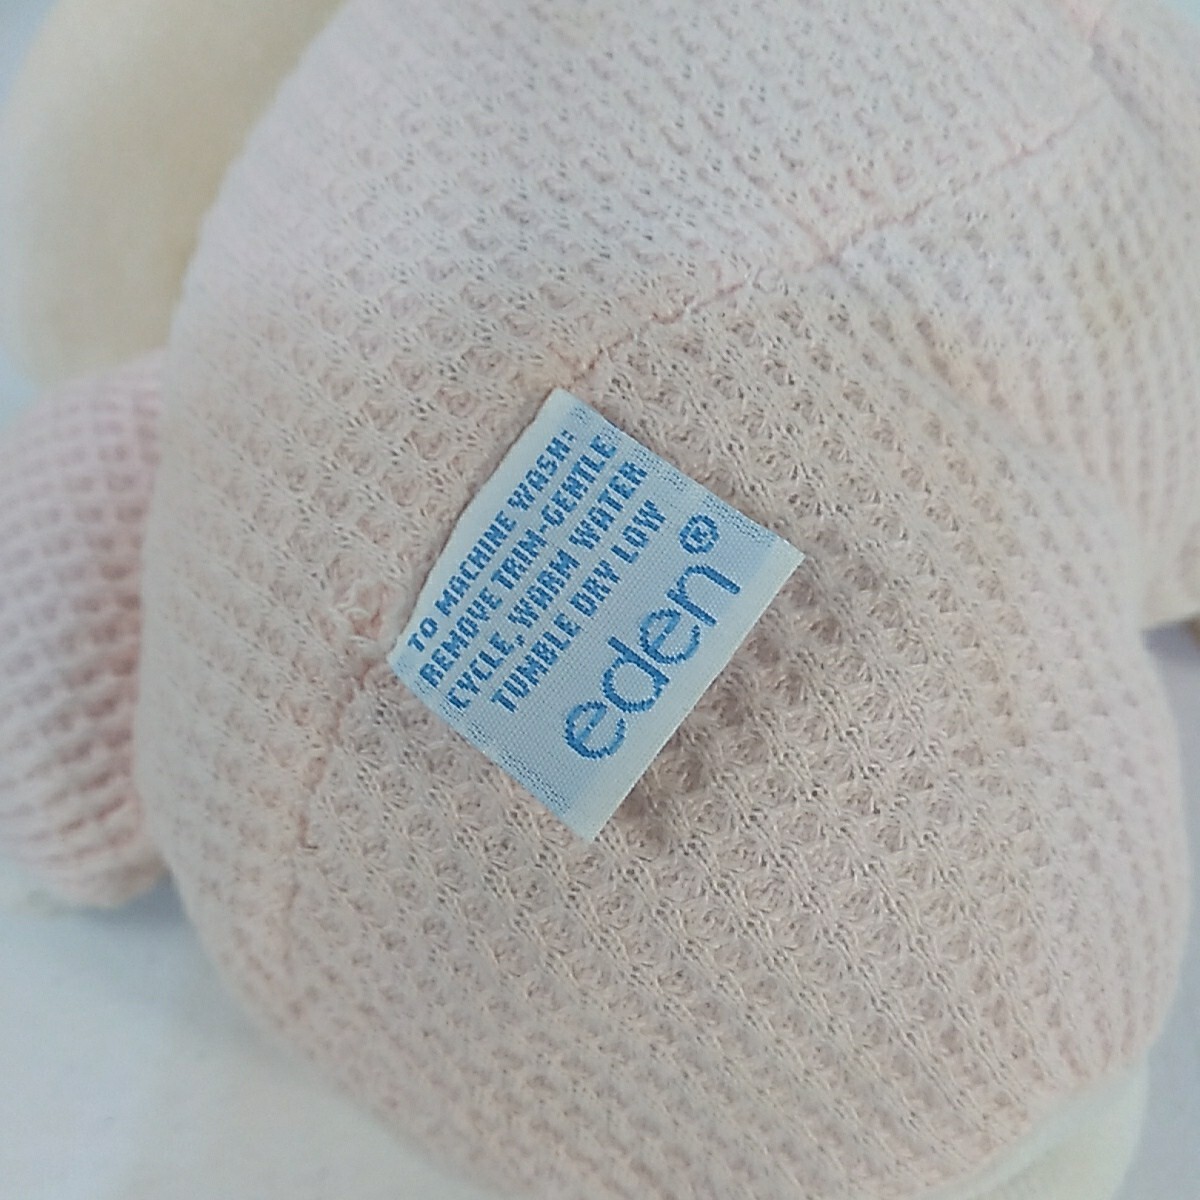 TO MACHINE WASH:
REMOVE TRIM-GENTLE
CYCLE, WARM WATER
TUMBLE DRY LOW
eden®